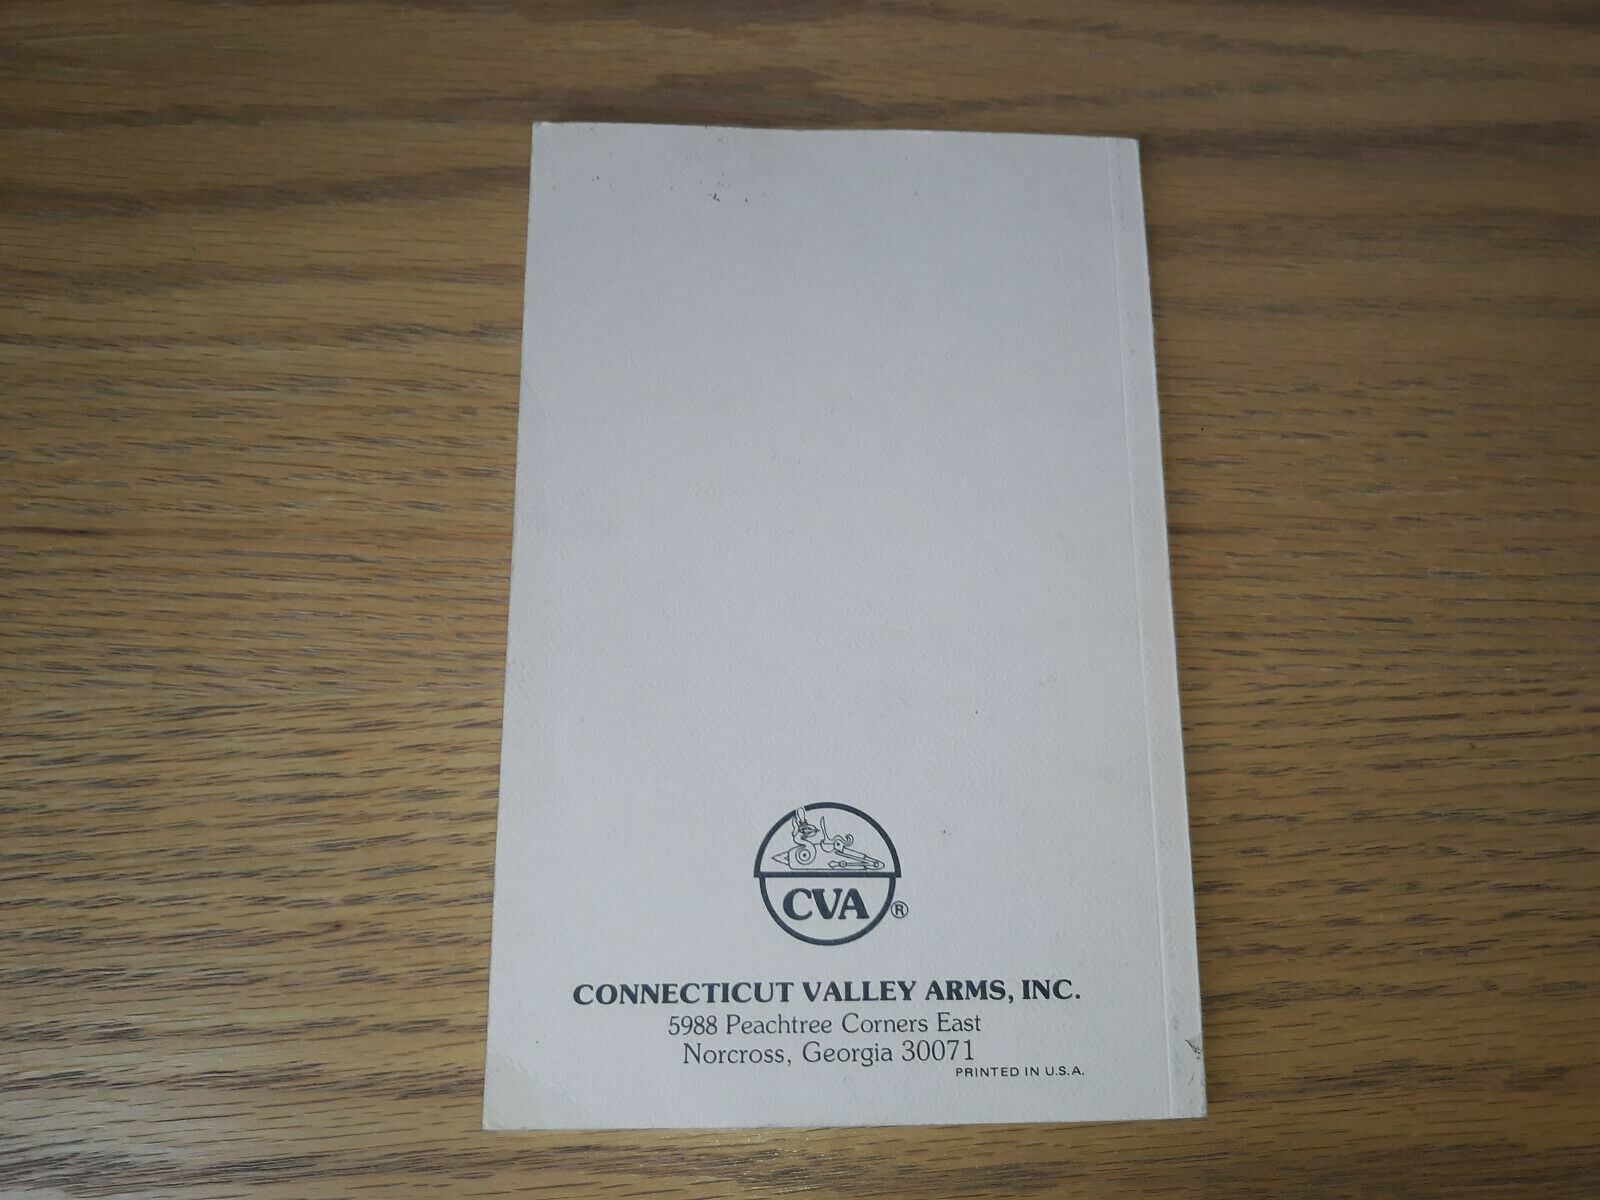 CVA®
CONNECTICUT VALLEY ARMS, INC.
5988 Peachtree Corners East
Norcross, Georgia 30071
PRINTED IN U.S.A.